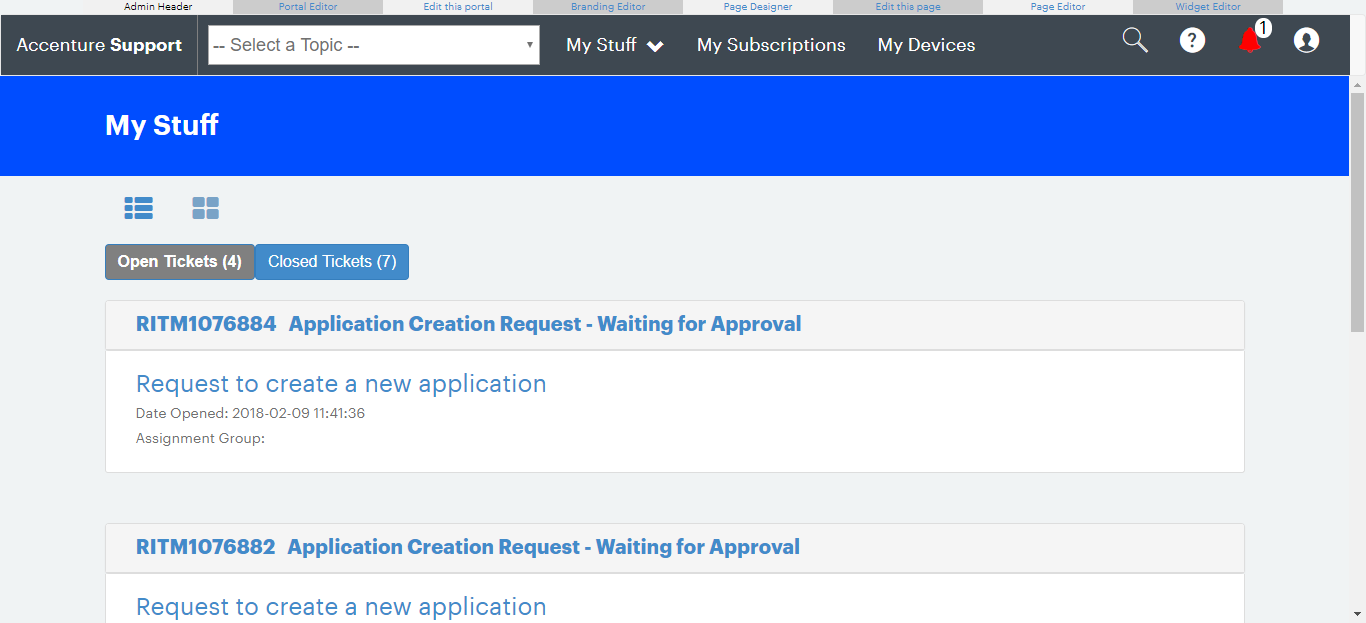 Admin Header Portal Editor Edit this portal Branding Editor Page Designer Edit this page Page Editor Widget Editor
Accenture Support -- Select a Topic -- My Stuff My Subscriptions My Devices ? 1
My Stuff
Open Tickets (4) Closed Tickets (7)
RITM1076884 Application Creation Request - Waiting for Approval
Request to create a new application
Date Opened: 2018-02-09 11:41:36
Assignment Group:
RITM1076882 Application Creation Request - Waiting for Approval
Request to create a new application